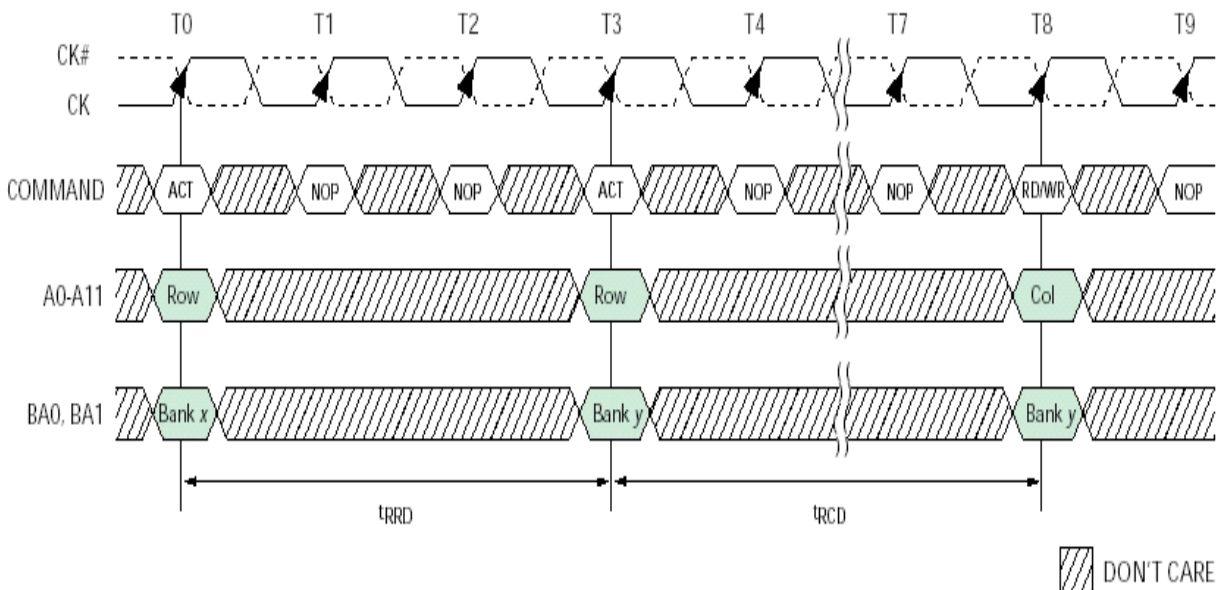 T0 T1 T2 T3 T4 T7 T8 T9
CK#
CK
COMMAND ACT NOP NOP ACT NOP NOP RD/WR NOP
A0-A11 Row Row Col
BA0, BA1 Bank x Bank y Bank y
tRRD tRCD
DON'T CARE